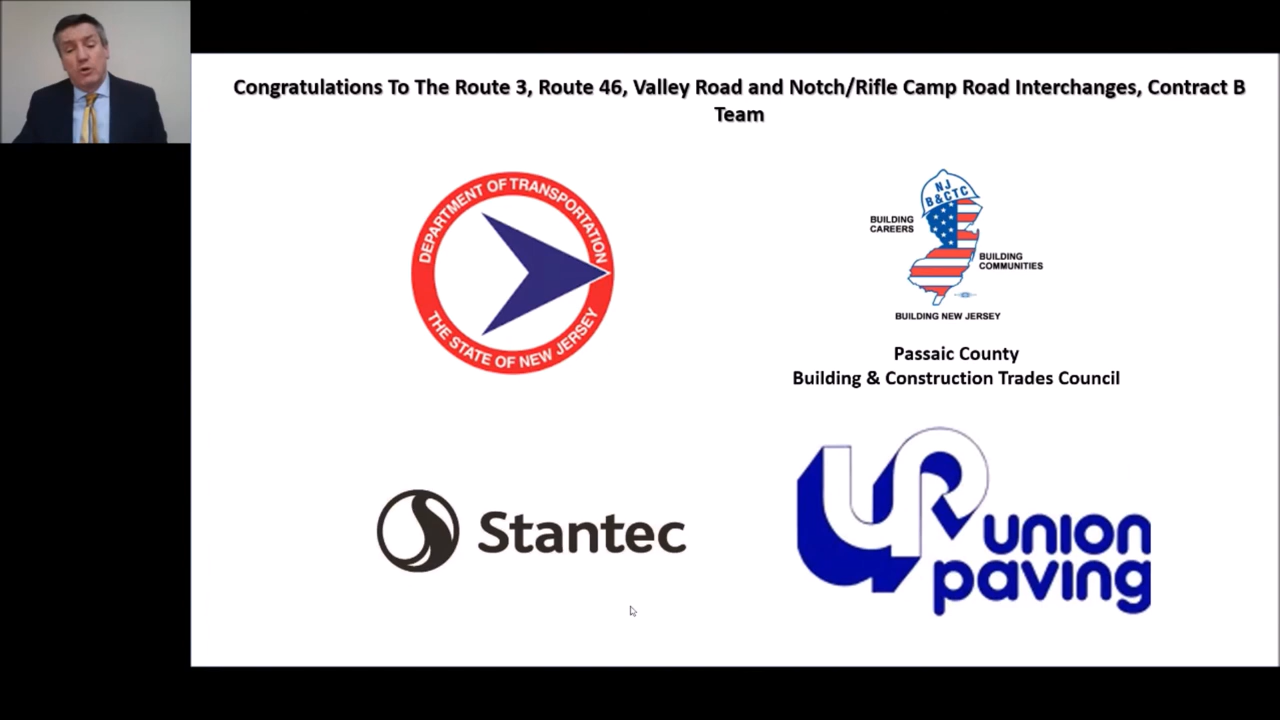 Congratulations To The Route 3, Route 46, Valley Road and Notch/Rifle Camp Road Interchanges, Contract B
Team
DEPARTMENT OF TRANSPORTATION
THE STATE OF NEW JERSEY
NJ
B&CTC
BUILDING
CAREERS
BUILDING
COMMUNITIES
BUILDING NEW JERSEY
Passaic County
Building & Construction Trades Council
Stantec
UP
union
paving